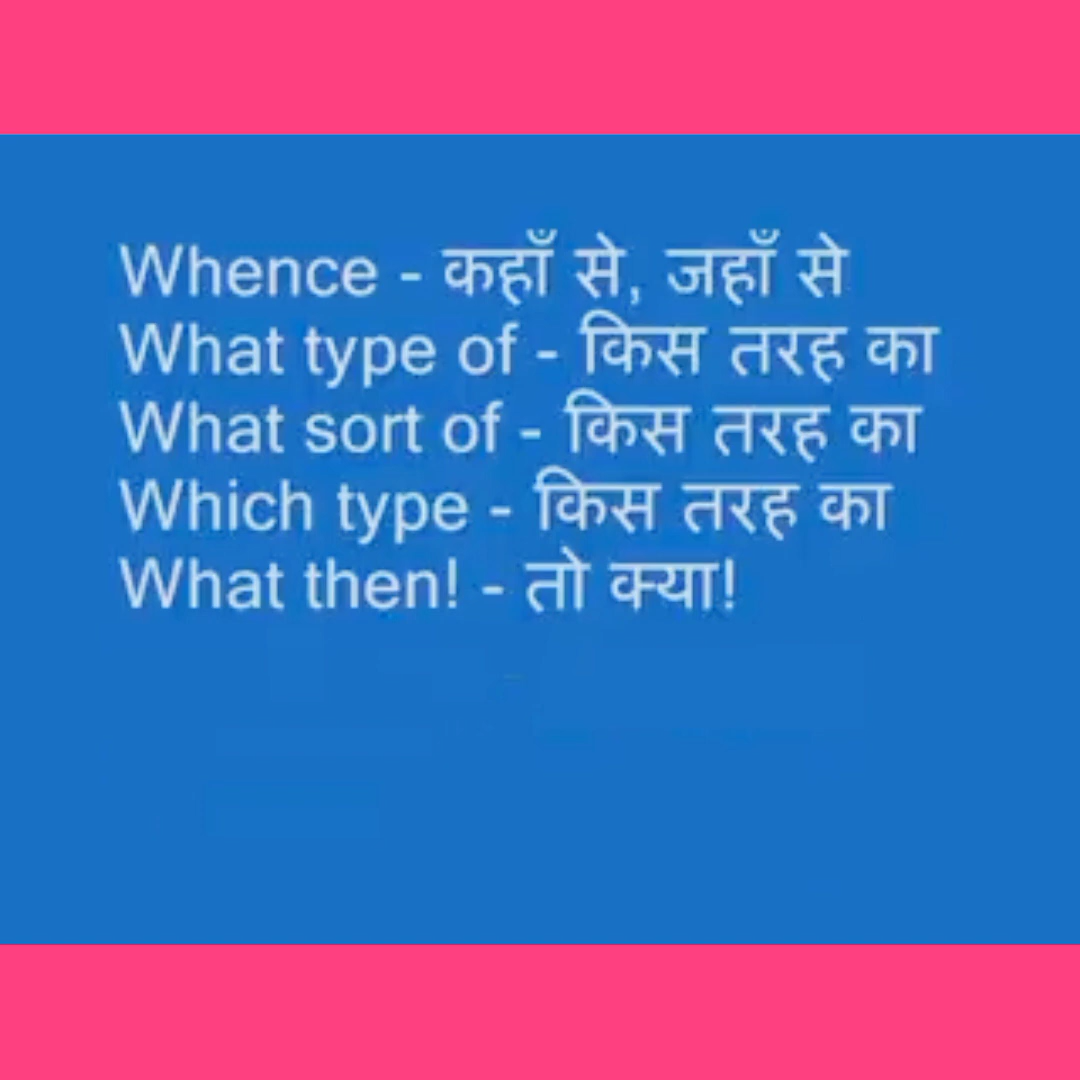 Whence - कहाँ से, जहाँ से
What type of - किस तरह का
What sort of - किस तरह का
Which type - किस तरह का
What then! - तो क्या!